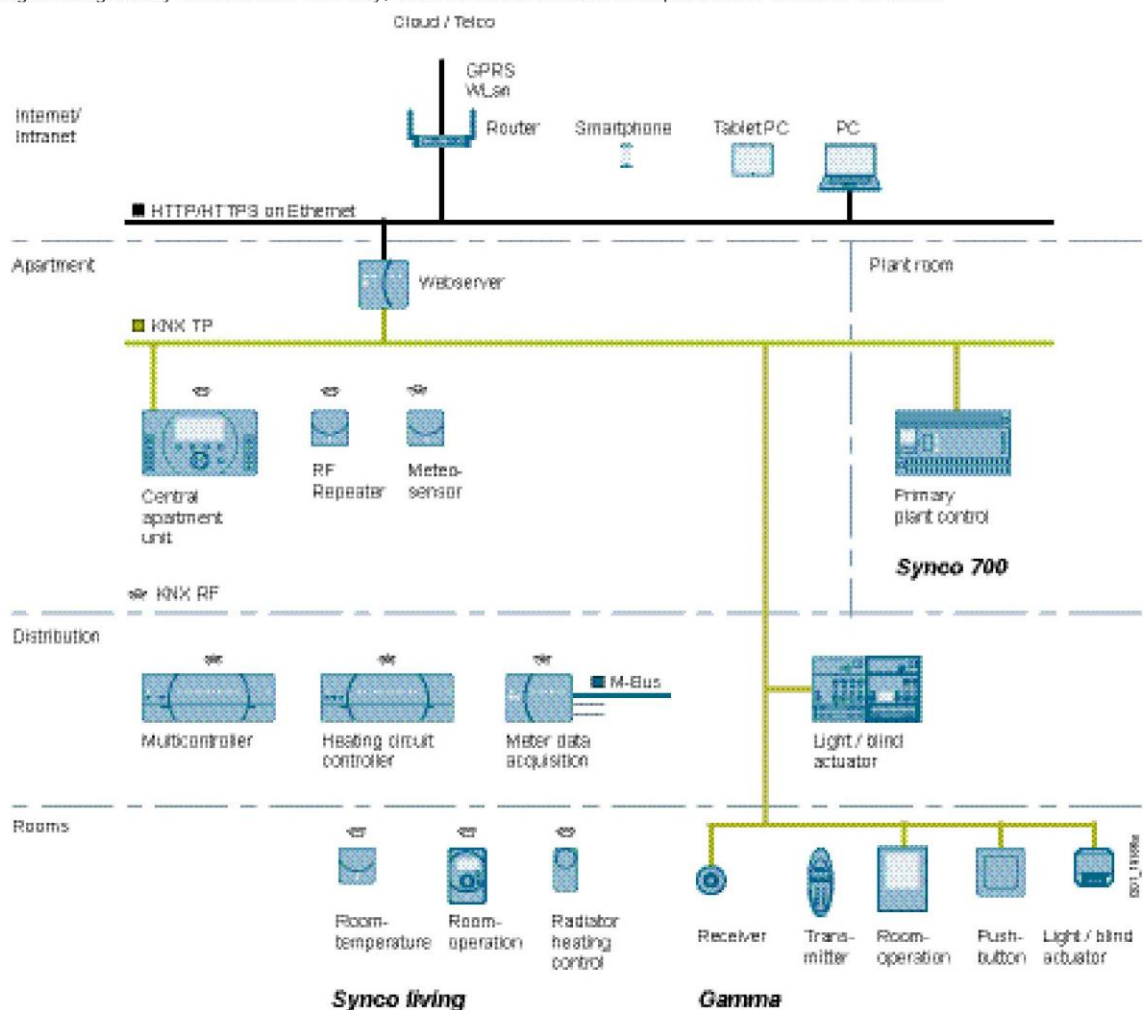 Cloud / Telco
GPRS
WLan
Internet/
Intranet
Router
Smartphone
Tablet PC
PC
HTTP/HTTPS on Ethernet
Apartment
Plant room
Webserver
KNX TP
Central
apartment
unit
RF
Repeater
Meteo-
sensor
Primary
plant control
Synco 700
KNX RF
Distribution
M-Bus
Multicontroller
Heating circuit
controller
Meter data
acquisition
Light / blind
actuator
Rooms
Room-
temperature
Room-
operation
Radiator
heating
control
Receiver
Trans-
mitter
Room-
operation
Push-
button
Light / blind
actuator
Synco living
Gamma